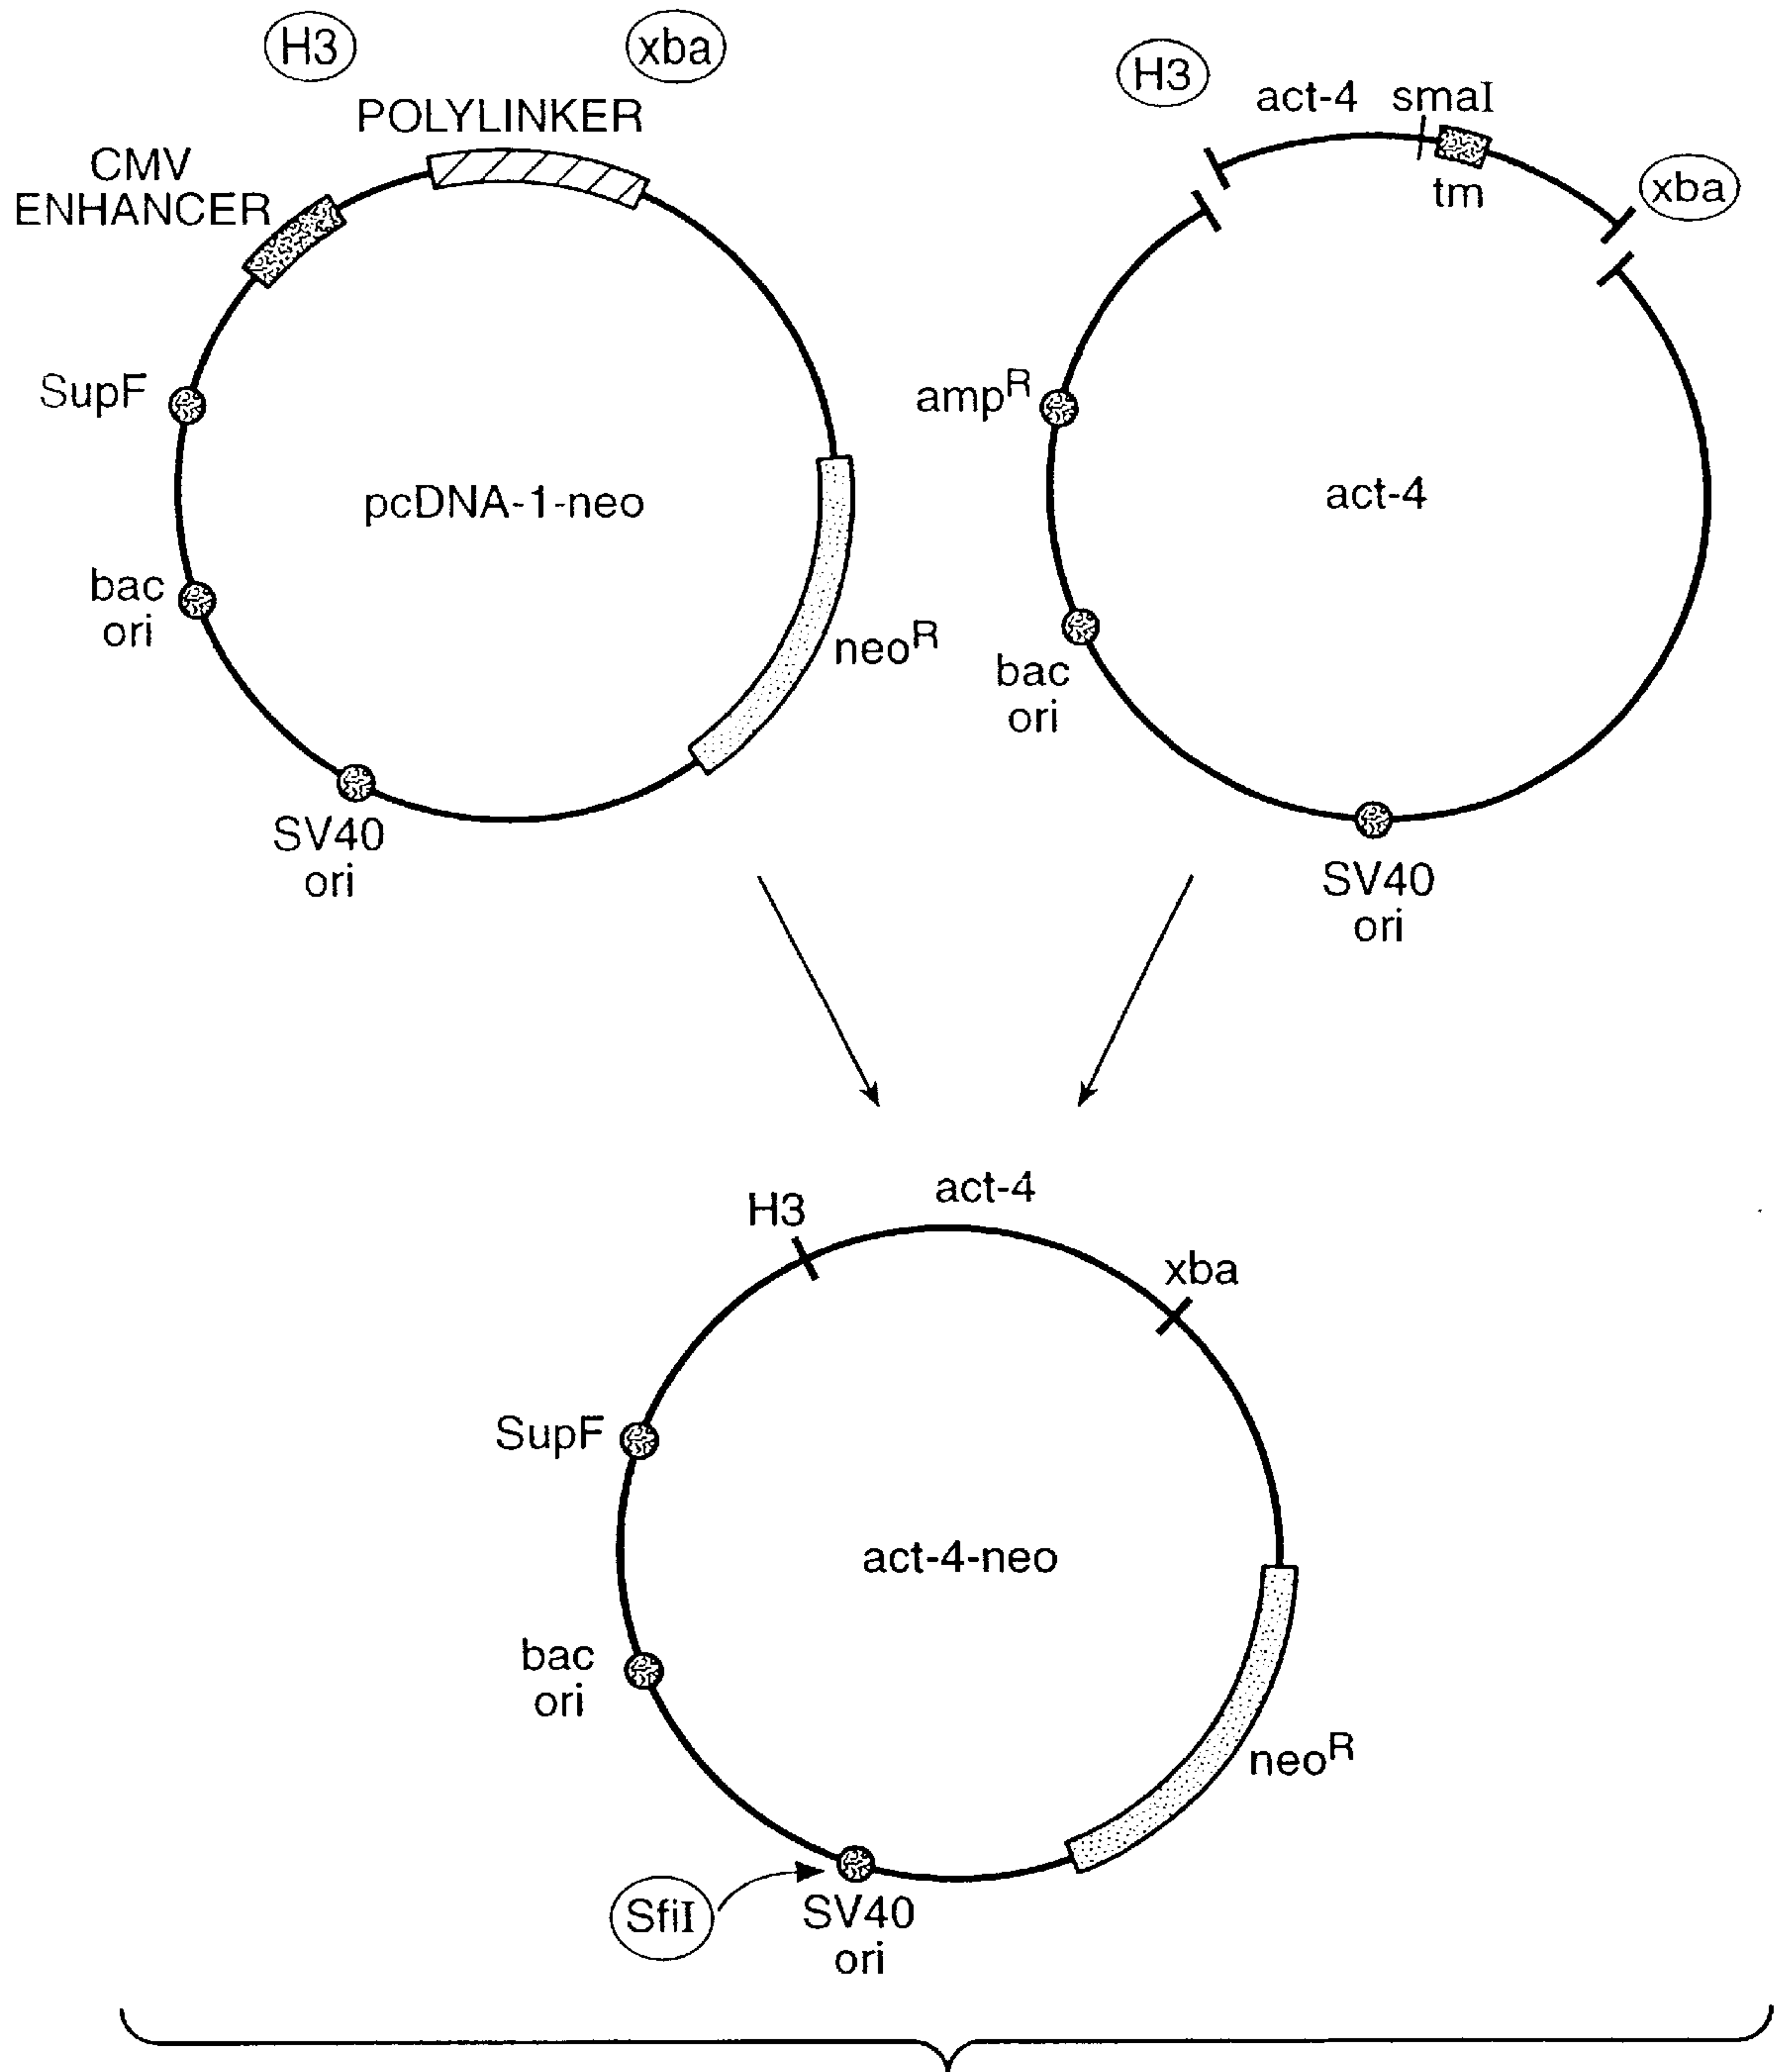 H3
xba
POLYLINKER
CMV
ENHANCER
SupF
pcDNA-1-neo
bac
ori
neoR
SV40
ori
H3
act-4
smaI
tm
xba
ampR
act-4
bac
ori
SV40
ori
H3
act-4
xba
SupF
act-4-neo
bac
ori
neoR
SfiI
SV40
ori